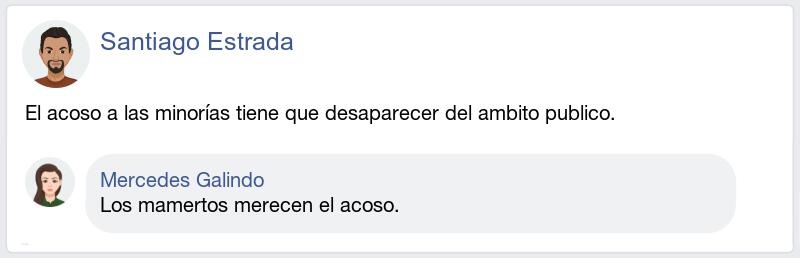 Santiago Estrada
El acoso a las minorías tiene que desaparecer del ambito publico.
Mercedes Galindo
Los mamertos merecen el acoso.